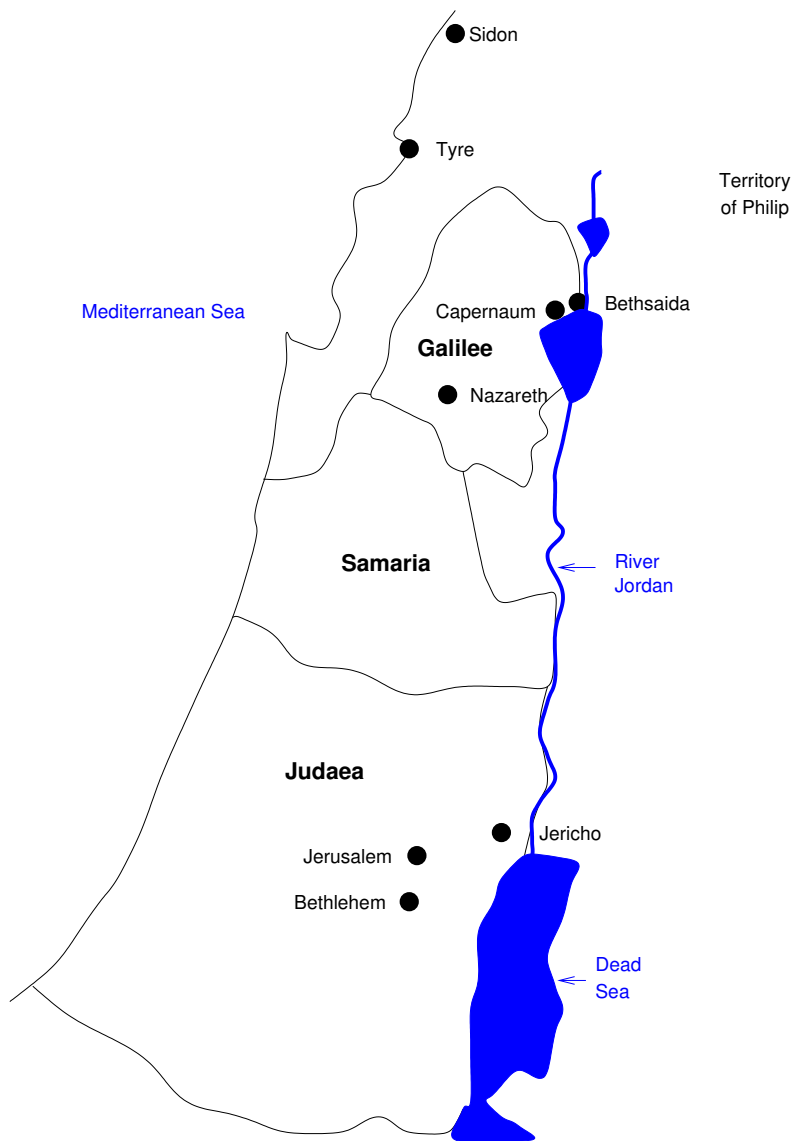 Sidon
Tyre
Territory
of Philip
Mediterranean Sea
Capernaum
Bethsaida
Galilee
Nazareth
Samaria
River
Jordan
Judaea
Jericho
Jerusalem
Bethlehem
Dead
Sea